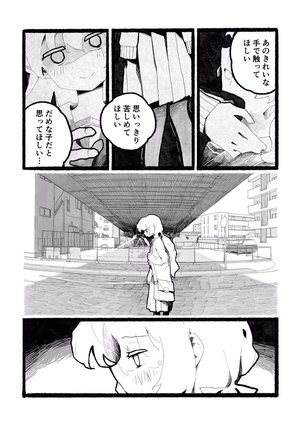 あのきれいな
手で触って
ほしい
思いっきり
苦しめて
ほしい
だめな子だと
思ってほしい…